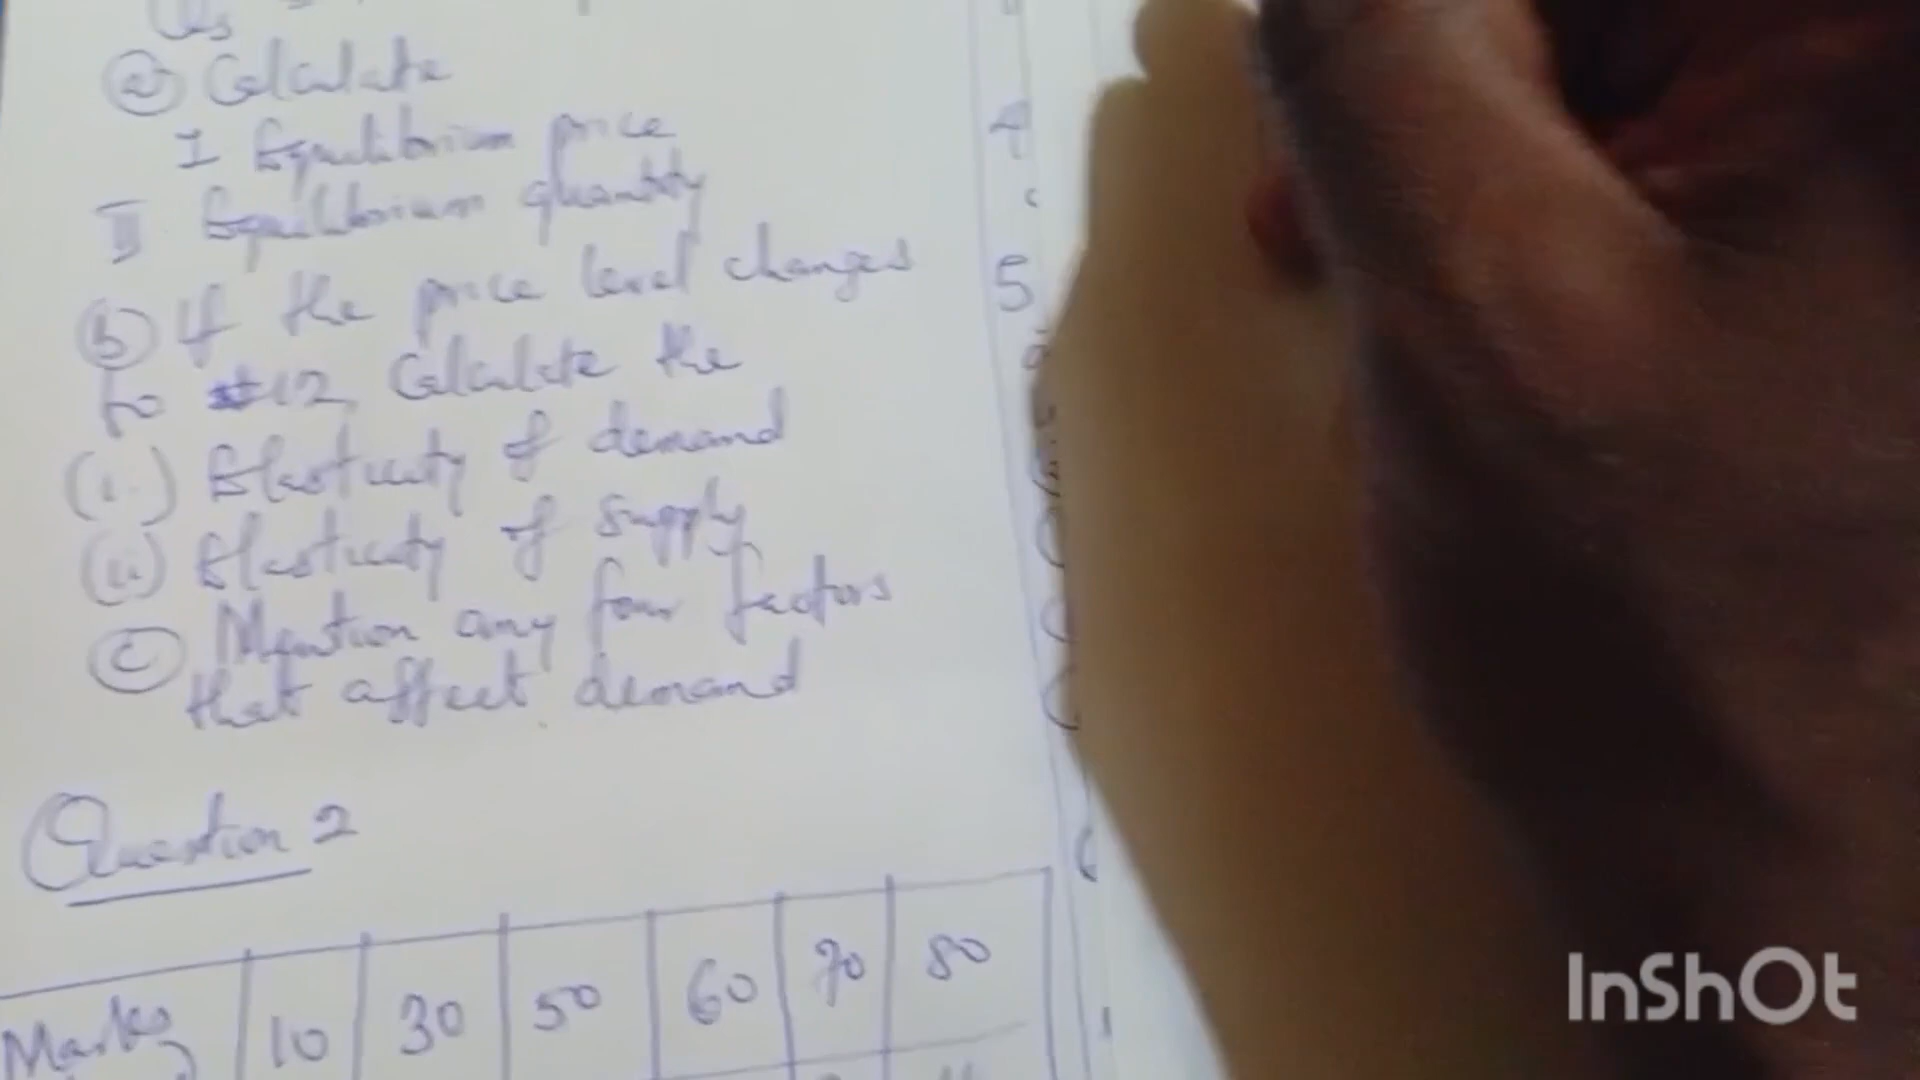 (a) Calculate
I Equilibrium price
II Equilibrium quantity
(b) If the price level changes
to #12, Calculate the
(i.) Elasticity of demand
(ii) Elasticity of supply
(c) Mention any four factors
that affect demand
4
5
Question 2
Marks 10 30 50 60 70 80
InShOt